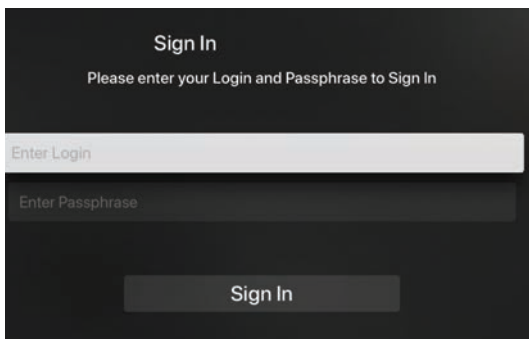 Sign In
Please enter your Login and Passphrase to Sign In
Enter Login
Enter Passphrase
Sign In